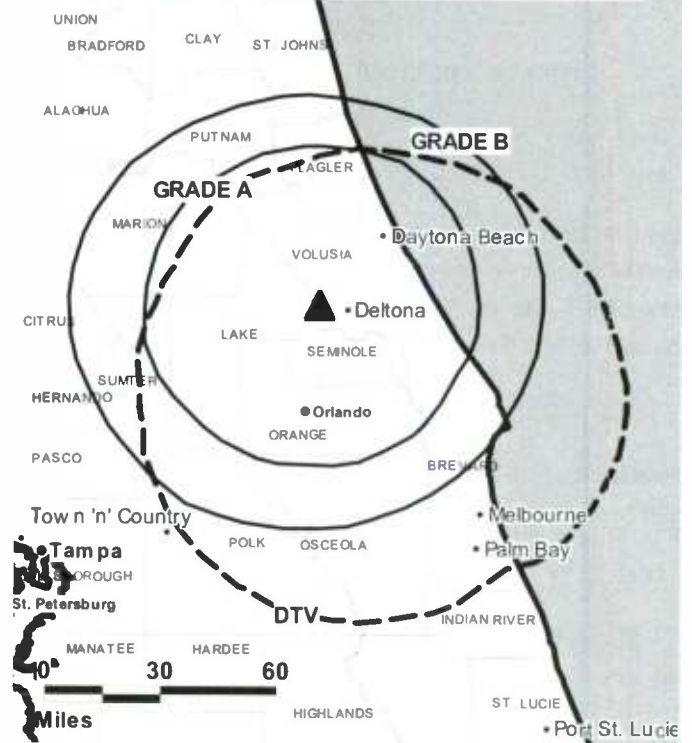 UNION
BRADFORD
CLAY
ST JOHNS
ALACHUA
PUTNAM
GRADE B
FLAGLER
GRADE A
MARION
Daytona Beach
VOLUSIA
Deltona
CITRUS
LAKE
SEMINOLE
SUMTER
HERNANDO
Orlando
ORANGE
PASCO
BREVARD
Town 'n' Country
Melbourne
POLK
OSCEOLA
Palm Bay
Tampa
BOROUGH
St. Petersburg
DTV
INDIAN RIVER
MANATEE
HARDEE
0 30 60
Miles
HIGHLANDS
ST LUCIE
Port St. Lucie